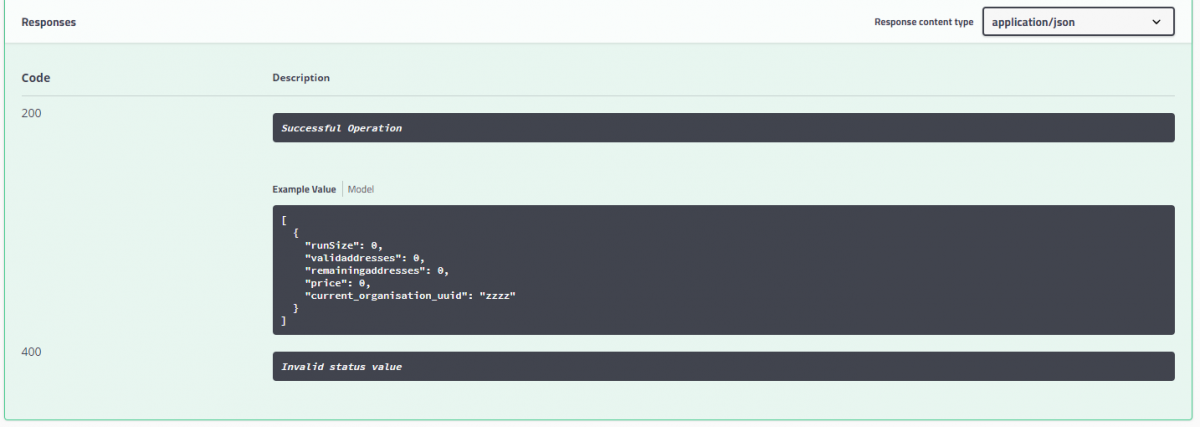 Responses
Response content type
application/json
Code
Description
200
Successful Operation
Example Value
Model
[
{
"runSize": 0,
"validaddresses": 0,
"remainingaddresses": 0,
"price": 0,
"current_organisation_uuid": "zzzz"
}
]
400
Invalid status value